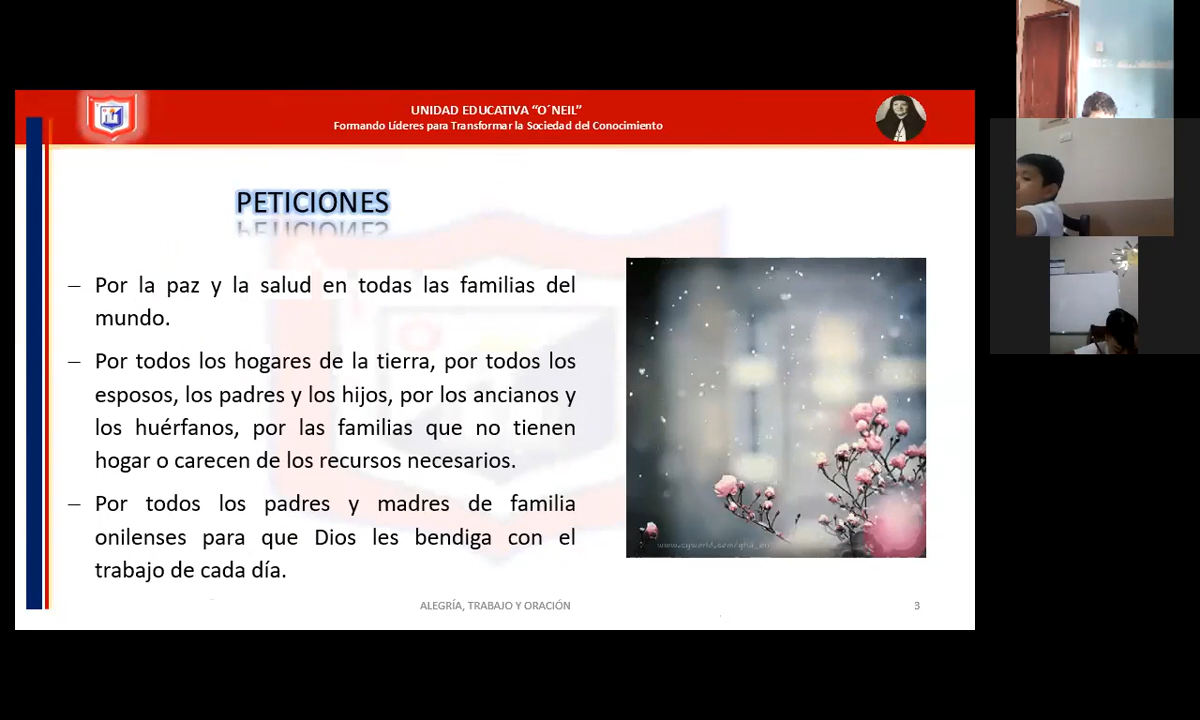 UNIDAD EDUCATIVA “O´NEIL”
Formando Líderes para Transformar la Sociedad del Conocimiento
PETICIONES
– Por la paz y la salud en todas las familias del
mundo.
– Por todos los hogares de la tierra, por todos los
esposos, los padres y los hijos, por los ancianos y
los huérfanos, por las familias que no tienen
hogar o carecen de los recursos necesarios.
– Por todos los padres y madres de familia
onilenses para que Dios les bendiga con el
trabajo de cada día.
ALEGRÍA, TRABAJO Y ORACIÓN
3